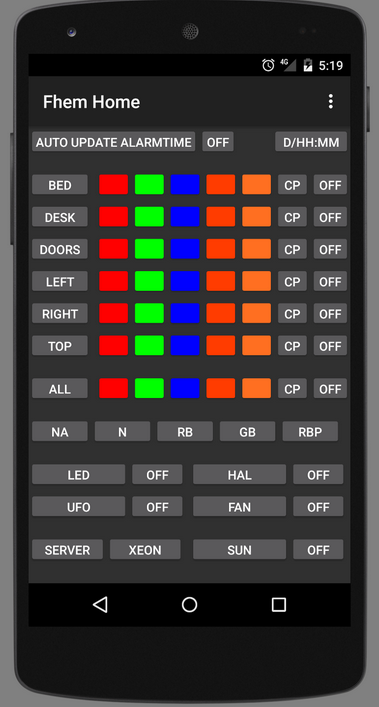 4G 5:19
Fhem Home
AUTO UPDATE ALARMTIME OFF D/HH:MM
BED CP OFF
DESK CP OFF
DOORS CP OFF
LEFT CP OFF
RIGHT CP OFF
TOP CP OFF
ALL CP OFF
NA N RB GB RBP
LED OFF HAL OFF
UFO OFF FAN OFF
SERVER XEON SUN OFF